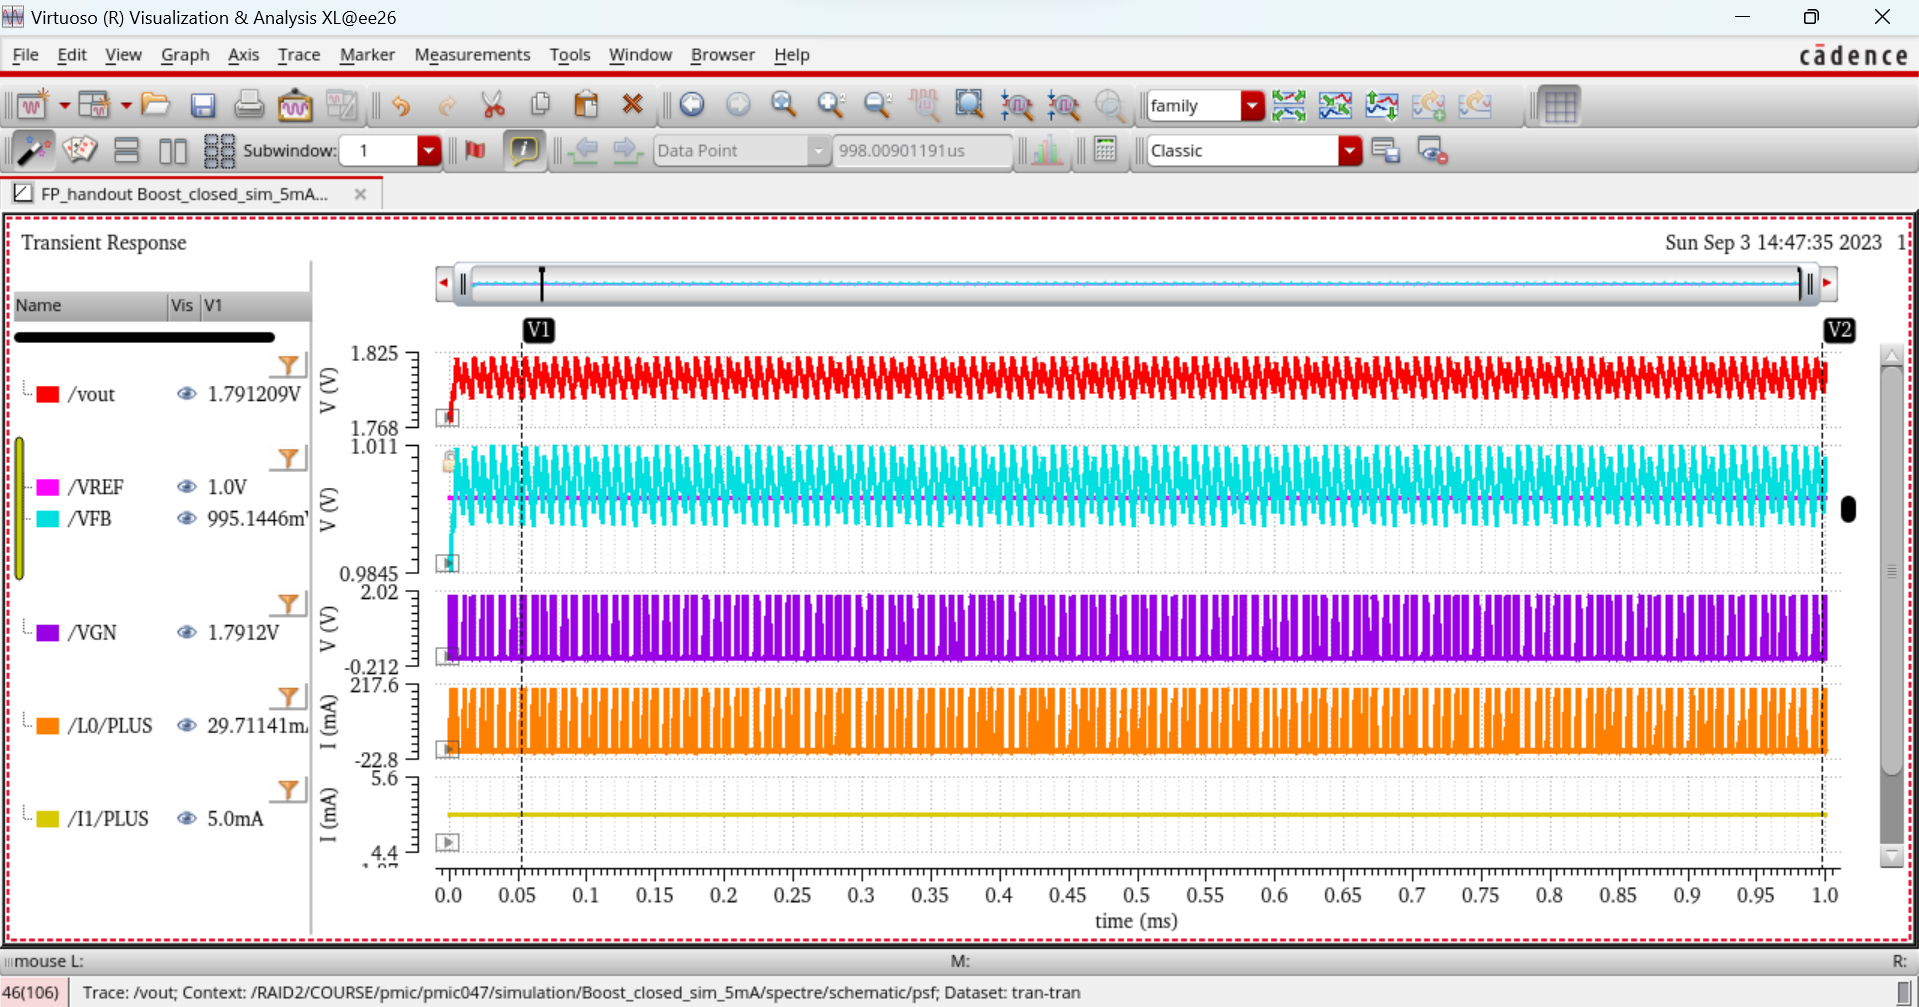 Virtuoso (R) Visualization & Analysis XL@ee26
File Edit View Graph Axis Trace Marker Measurements Tools Window Browser Help
cādence
family
Subwindow: 1
Data Point
998.00901191us
Classic
FP_handout Boost_closed_sim_5mA...
Transient Response
Sun Sep 3 14:47:35 2023 1
Name Vis V1
V1
V2
/vout 1.791209V
/VREF 1.0V
/VFB 995.1446m
/VGN 1.7912V
/L0/PLUS 29.71141m
/I1/PLUS 5.0mA
1.825
V (V)
1.768
1.011
V (V)
0.9845
2.02
V (V)
-0.212
217.6
I (mA)
-22.8
5.6
I (mA)
4.4
0.0 0.05 0.1 0.15 0.2 0.25 0.3 0.35 0.4 0.45 0.5 0.55 0.6 0.65 0.7 0.75 0.8 0.85 0.9 0.95 1.0
time (ms)
mouse L: M: R:
46(106) Trace: /vout; Context: /RAID2/COURSE/pmic/pmic047/simulation/Boost_closed_sim_5mA/spectre/schematic/psf; Dataset: tran-tran